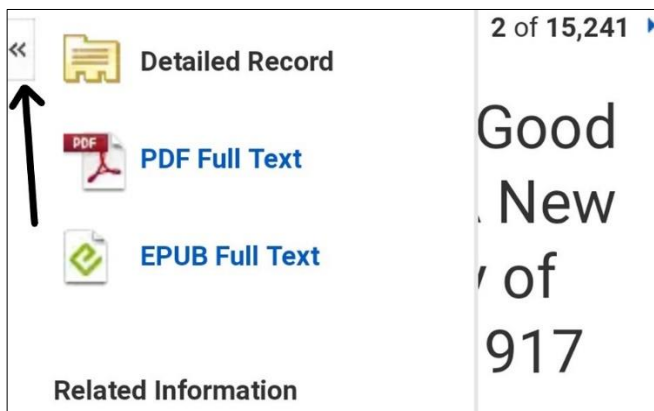 «
2 of 15,241
Detailed Record
PDF
PDF Full Text
EPUB Full Text
Related Information
Good
New
of
917